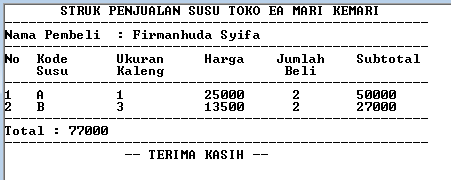 STRUK PENJUALAN SUSU TOKO EA MARI KEMARI
Nama Pembeli : Firmanhuda Syifa
No Kode Ukuran Harga Jumlah Subtotal
Susu Kaleng Beli
1 A 1 25000 2 50000
2 B 3 13500 2 27000
Total : 77000
-- TERIMA KASIH --